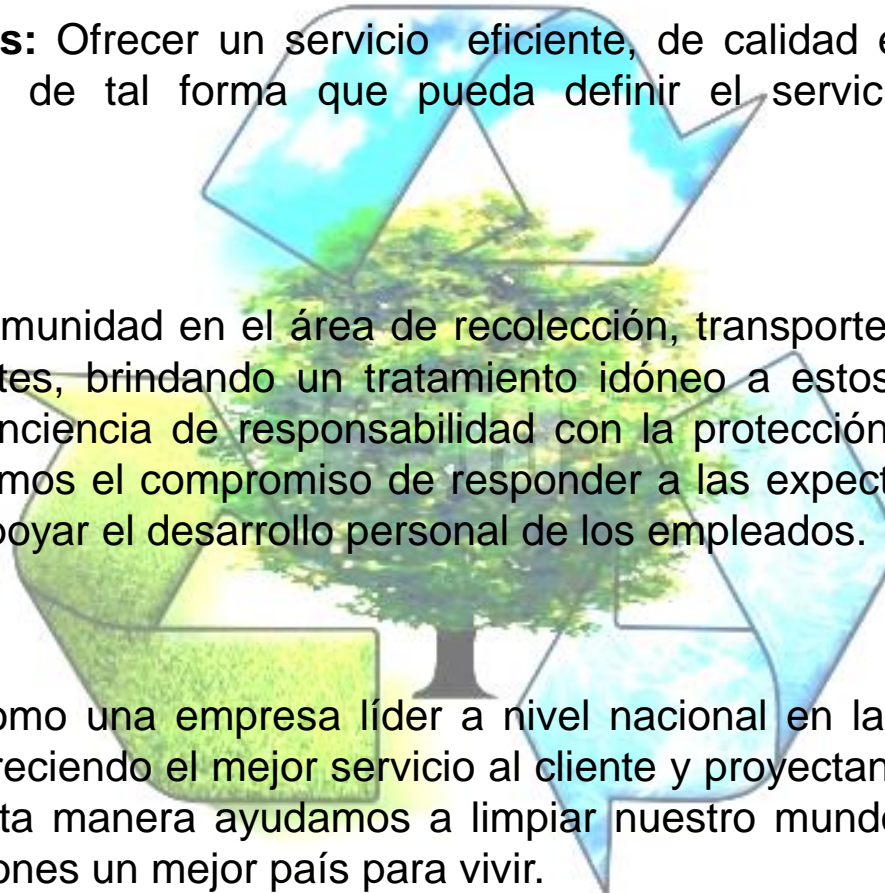 s: Ofrecer un servicio eficiente, de calidad e
de tal forma que pueda definir el servic
munidad en el área de recolección, transporte
tes, brindando un tratamiento idóneo a estos
nciencia de responsabilidad con la protección
mos el compromiso de responder a las expect
poyar el desarrollo personal de los empleados.
omo una empresa líder a nivel nacional en la
reciendo el mejor servicio al cliente y proyectan
ta manera ayudamos a limpiar nuestro mund
ones un mejor país para vivir.